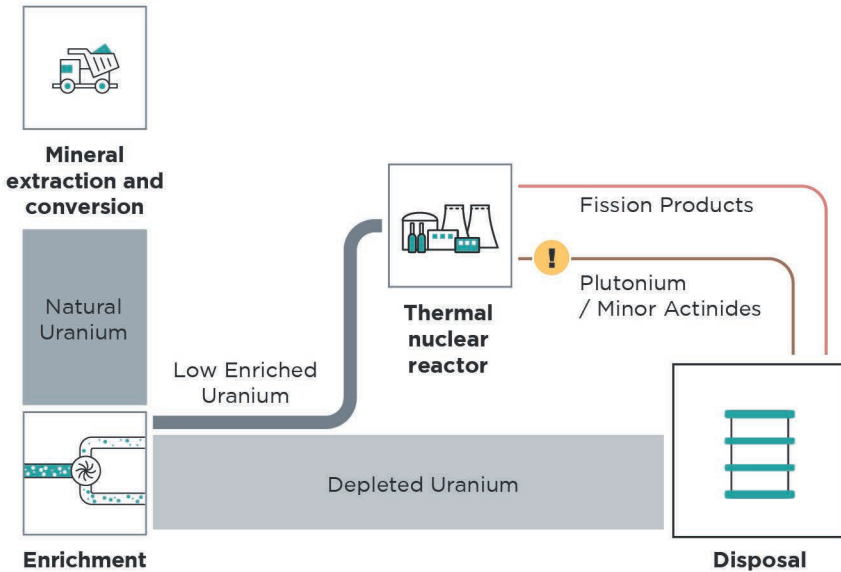 Mineral
extraction and
conversion
Natural
Uranium
Low Enriched
Uranium
Enrichment
Depleted Uranium
Thermal
nuclear
reactor
Fission Products
!
Plutonium
/ Minor Actinides
Disposal